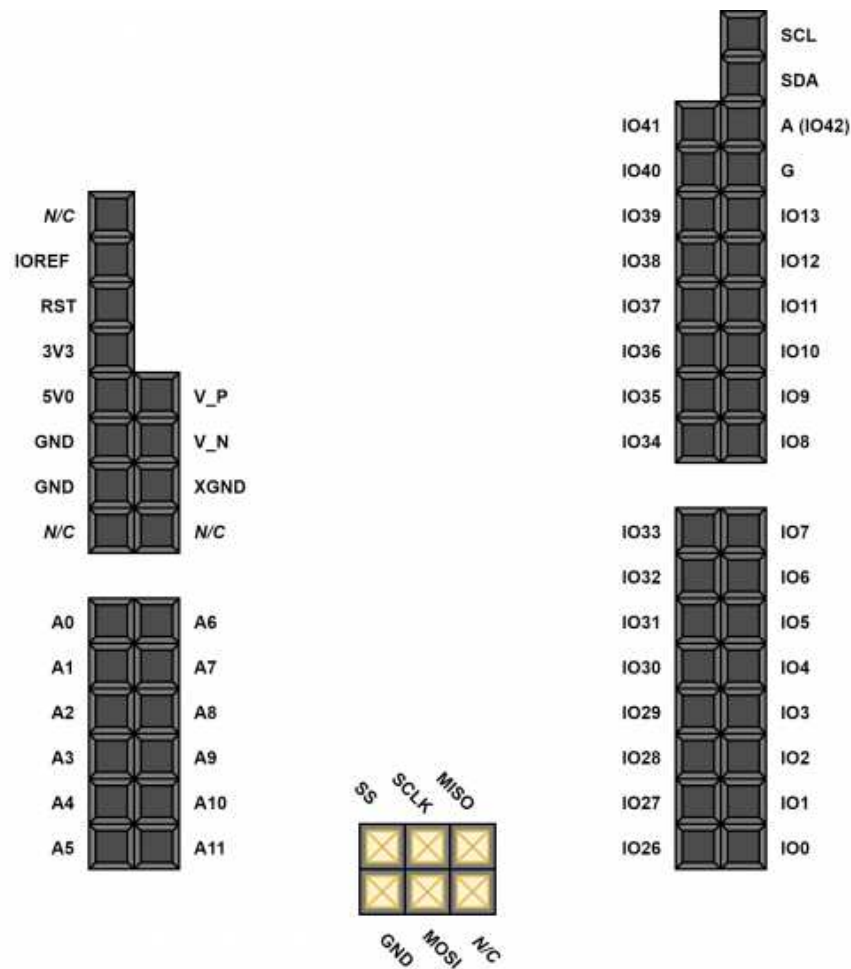 SCL
SDA
IO41 A (IO42)
IO40 G
N/C IO39 IO13
IOREF IO38 IO12
RST IO37 IO11
3V3 IO36 IO10
5V0 V_P IO35 IO9
GND V_N IO34 IO8
GND XGND
N/C N/C IO33 IO7
IO32 IO6
A0 A6 IO31 IO5
A1 A7 IO30 IO4
A2 A8 IO29 IO3
A3 A9 IO28 IO2
A4 A10 IO27 IO1
A5 A11 IO26 IO0
SS SCLK MISO
GND MOSI N/C